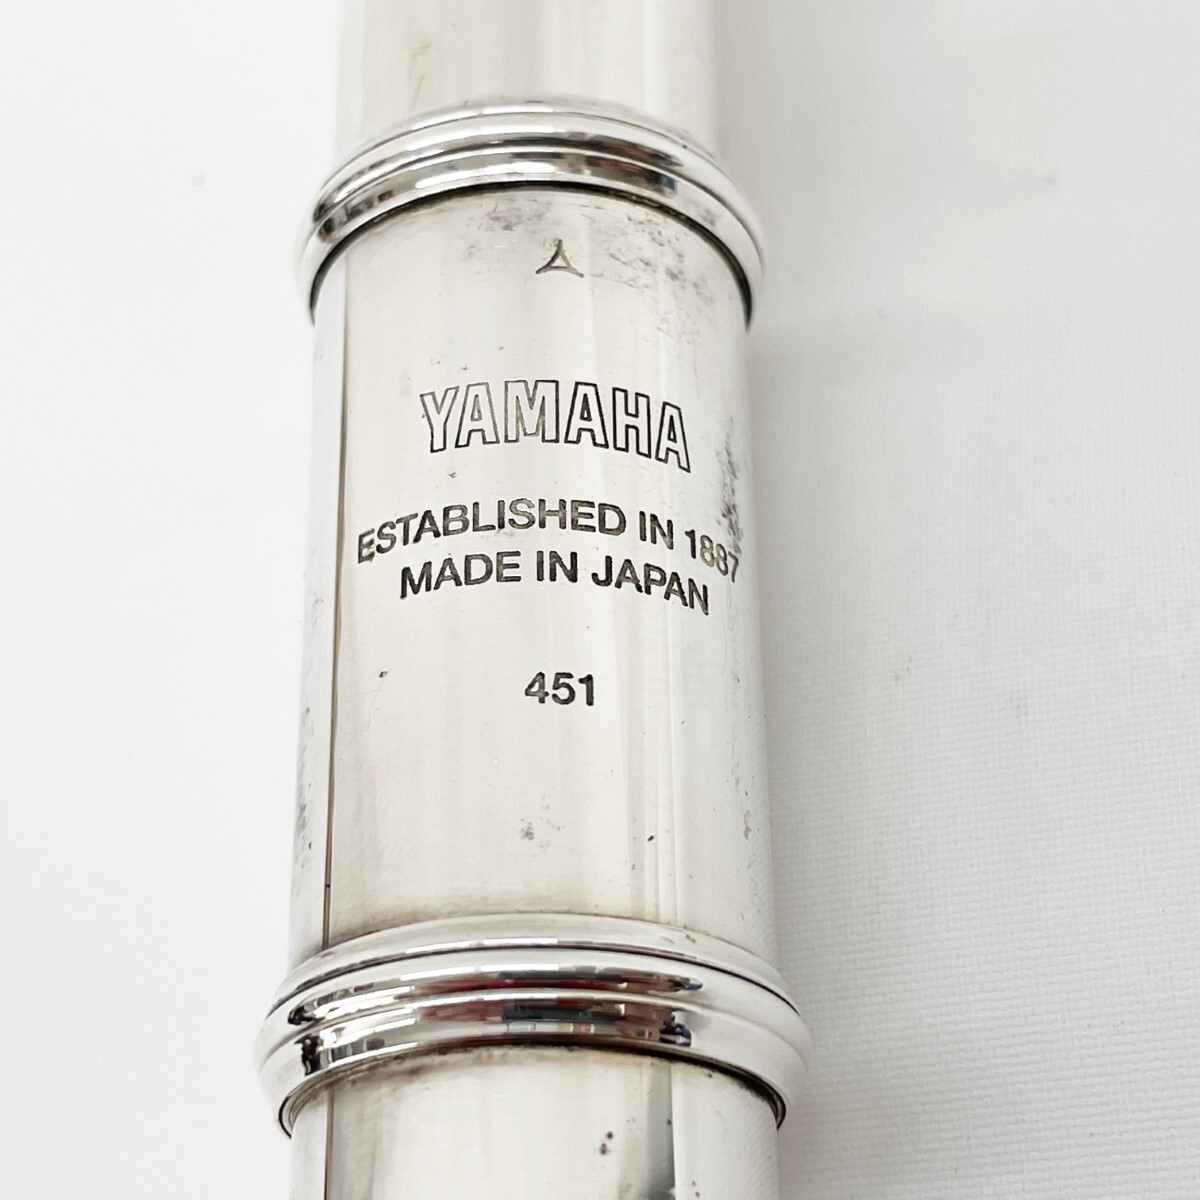 YAMAHA
ESTABLISHED IN 1887
MADE IN JAPAN
451